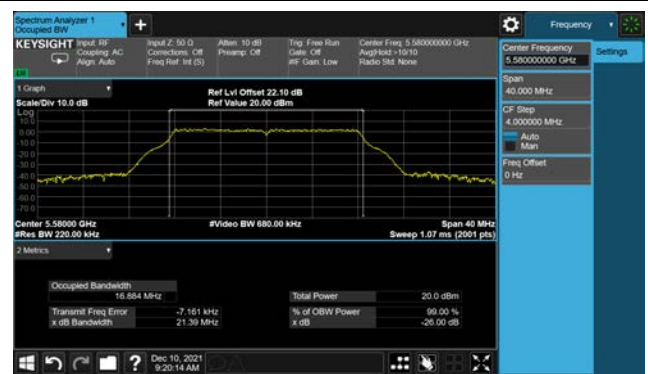 Spectrum Analyzer 1
Occupied BW
Frequency
KEYSIGHT
Input: RF
Coupling: AC
Align: Auto
Input Z: 50 Ω
Corrections: Off
Freq Ref: Int (S)
Atten: 10 dB
Preamp: Off
Trig: Free Run
Gate: Off
#IF Gain: Low
Center Freq: 5.580000000 GHz
Avg|Hold:>10/10
Radio Std: None
Center Frequency
5.580000000 GHz
Settings
Span
40.000 MHz
CF Step
4.000000 MHz
Auto
Man
Freq Offset
0 Hz
1 Graph
Scale/Div 10.0 dB
Ref Lvl Offset 22.10 dB
Ref Value 20.00 dBm
Log
10.0
0.00
-10.0
-20.0
-30.0
-40.0
-50.0
-60.0
-70.0
Center 5.58000 GHz
#Video BW 680.00 kHz
Span 40 MHz
#Res BW 220.00 kHz
Sweep 1.07 ms (2001 pts)
2 Metrics
Occupied Bandwidth
16.884 MHz
Total Power
20.0 dBm
Transmit Freq Error
-7.161 kHz
% of OBW Power
99.00 %
x dB Bandwidth
21.39 MHz
x dB
-26.00 dB
Dec 10, 2021
9:20:14 AM